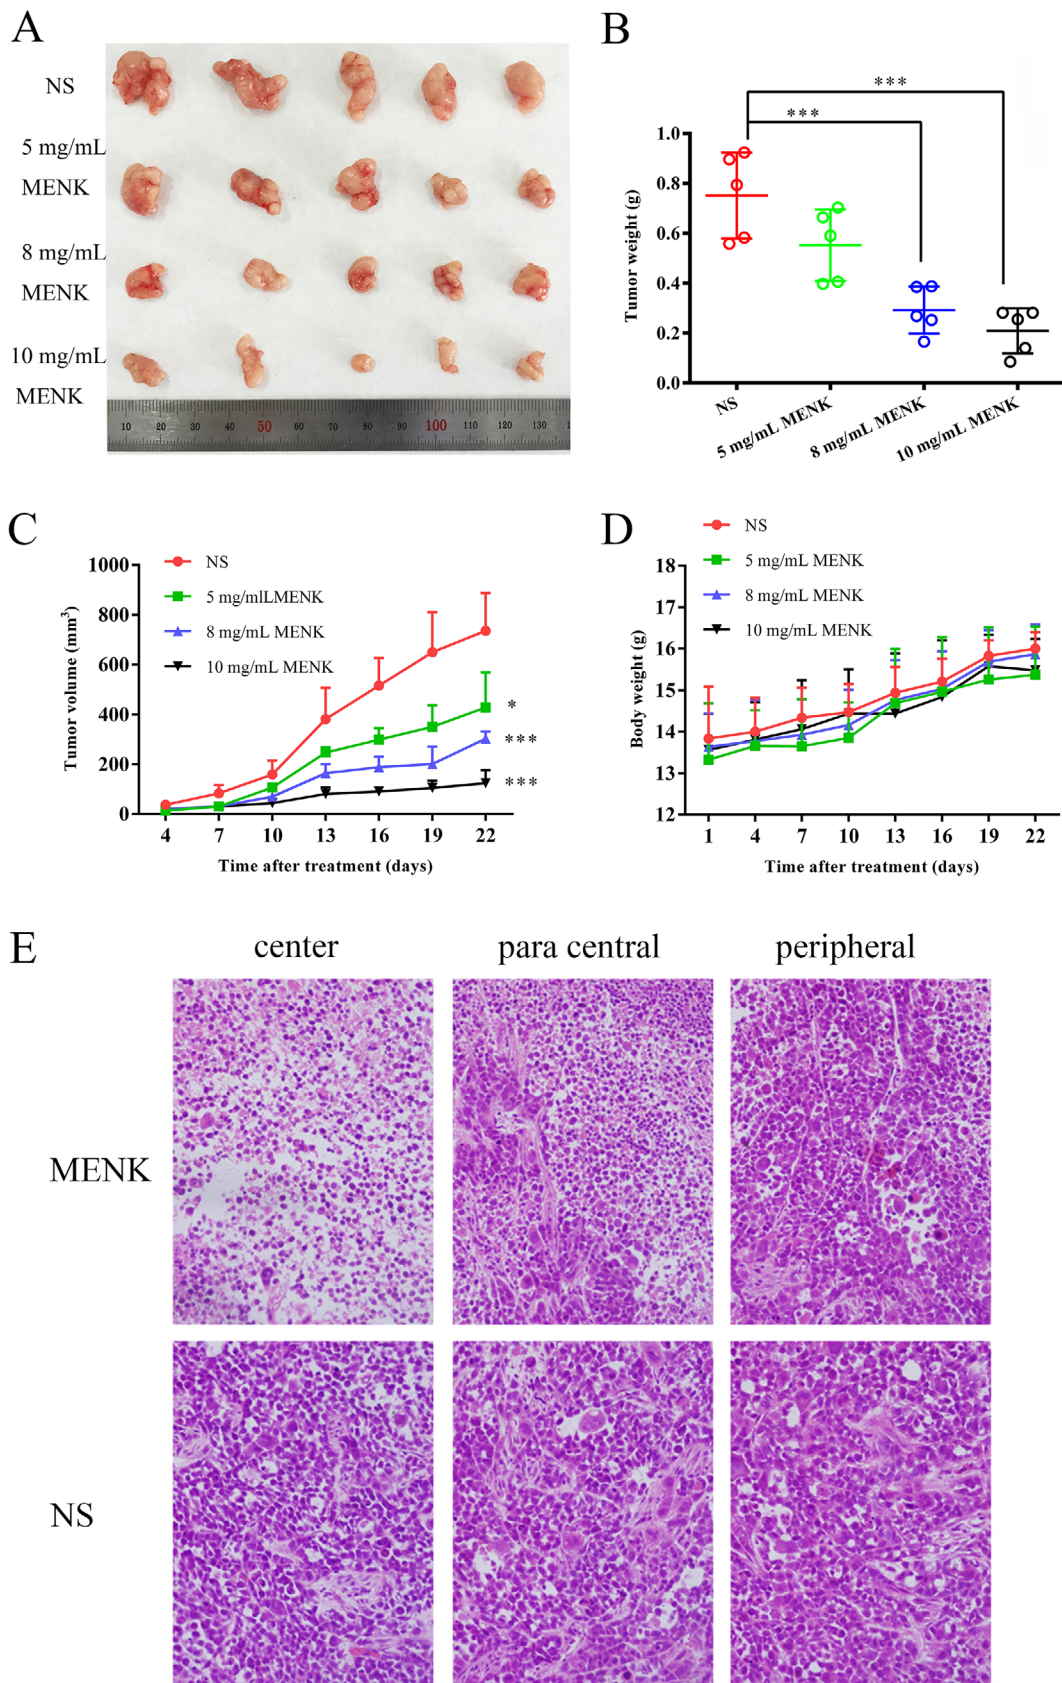 A
NS
5 mg/mL
MENK
8 mg/mL
MENK
10 mg/mL
MENK
10 20 30 40 50 60 70 80 90 100 110 120 130
B
***
***
Tumor weight (g)
1.0
0.8
0.6
0.4
0.2
0.0
NS
5 mg/mL MENK
8 mg/mL MENK
10 mg/mL MENK
C
NS
5 mg/mlLMENK
8 mg/mL MENK
10 mg/mL MENK
Tumor volume (mm³)
1000
800
600
400
200
0
*
***
***
4 7 10 13 16 19 22
Time after treatment (days)
D
NS
5 mg/mL MENK
8 mg/mL MENK
10 mg/mL MENK
Body weight (g)
18
17
16
15
14
13
12
1 4 7 10 13 16 19 22
Time after treatment (days)
E
center para central peripheral
MENK
NS